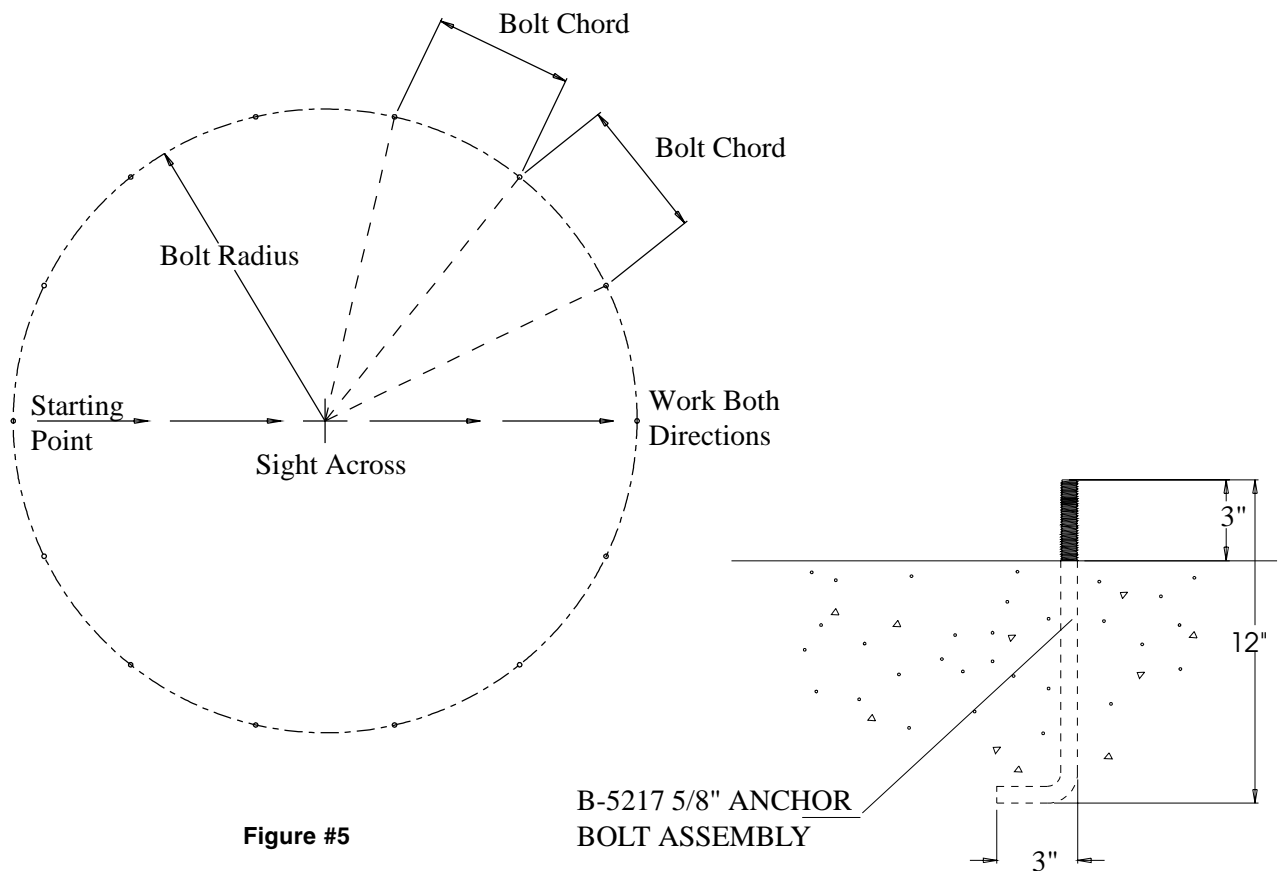 Bolt Chord
Bolt Chord
Bolt Radius
Starting
Point
Work Both
Directions
Sight Across
3"
12"
B-5217 5/8" ANCHOR
BOLT ASSEMBLY
3"
Figure #5